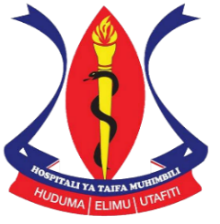 HOSPITALI YA TAIFA MUHIMBILI
HUDUMA | ELIMU | UTAFITI